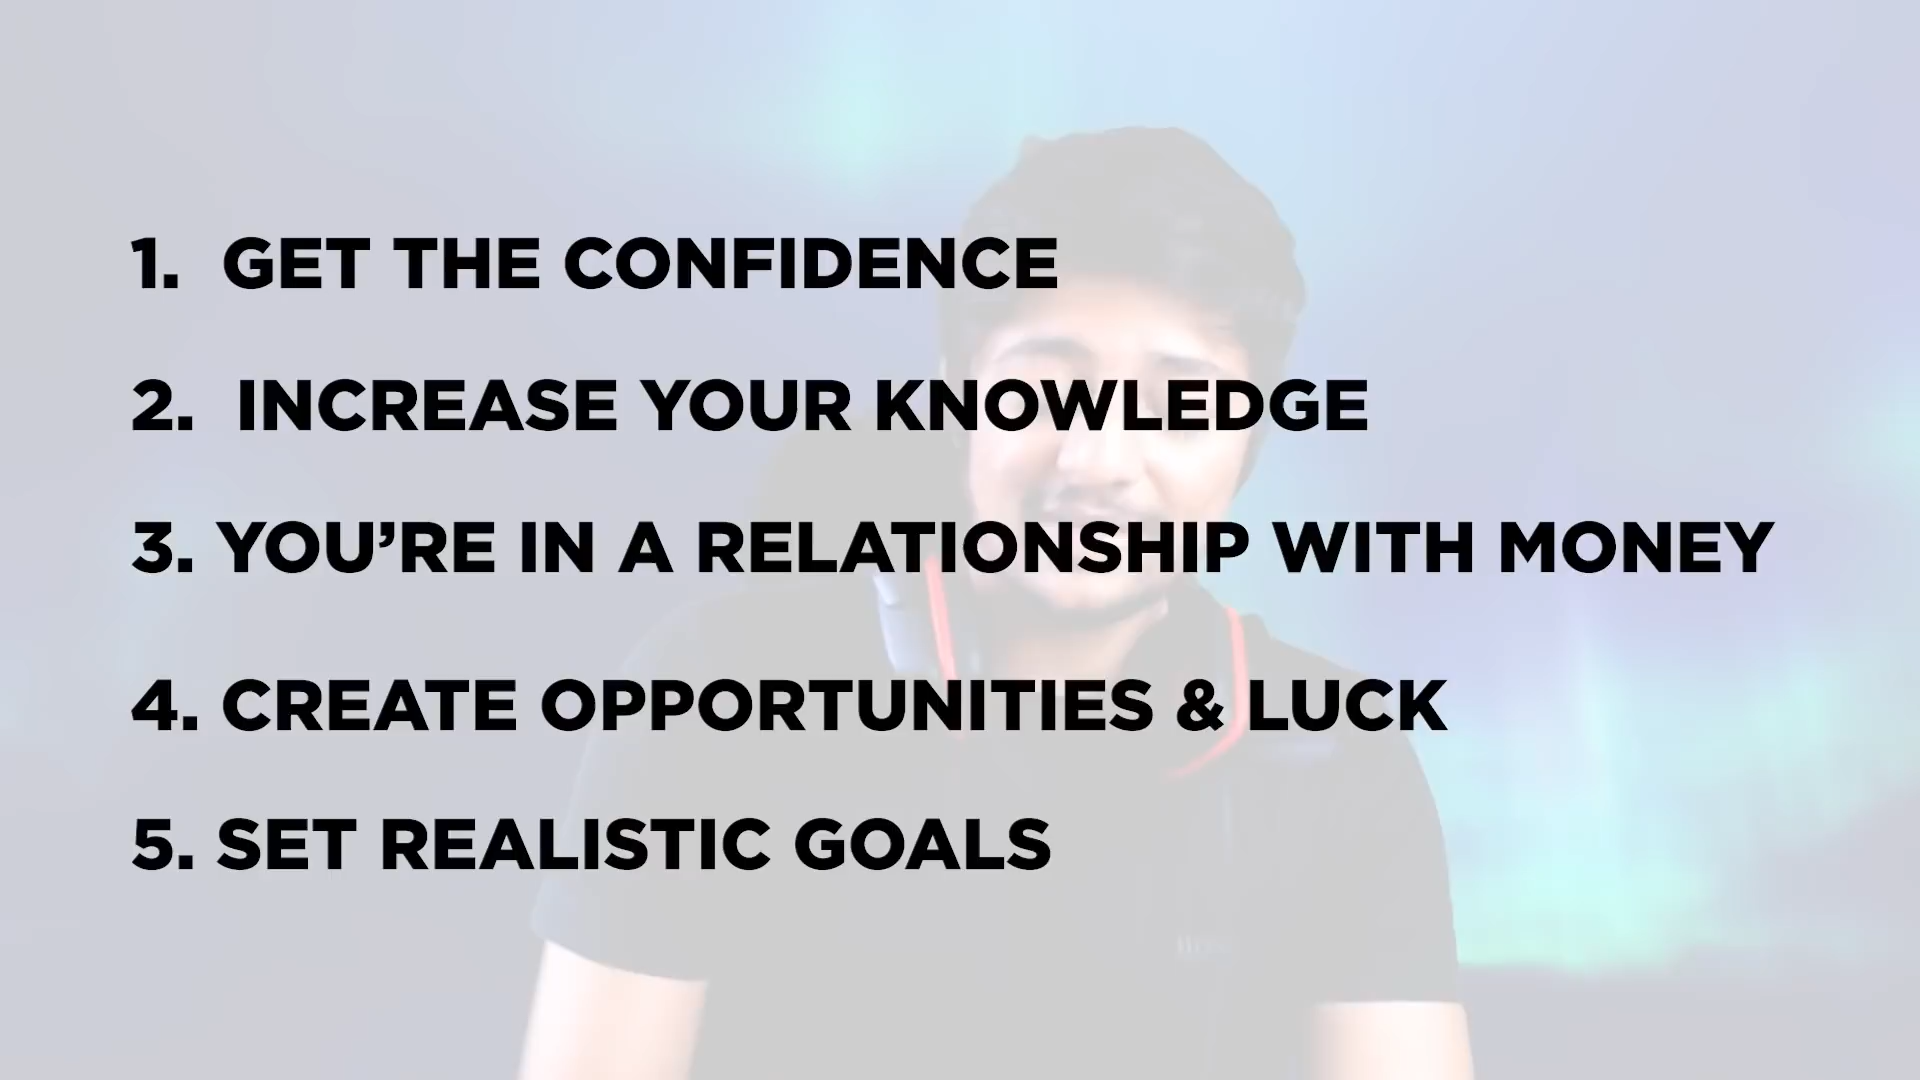 1. GET THE CONFIDENCE
2. INCREASE YOUR KNOWLEDGE
3. YOU’RE IN A RELATIONSHIP WITH MONEY
4. CREATE OPPORTUNITIES & LUCK
5. SET REALISTIC GOALS